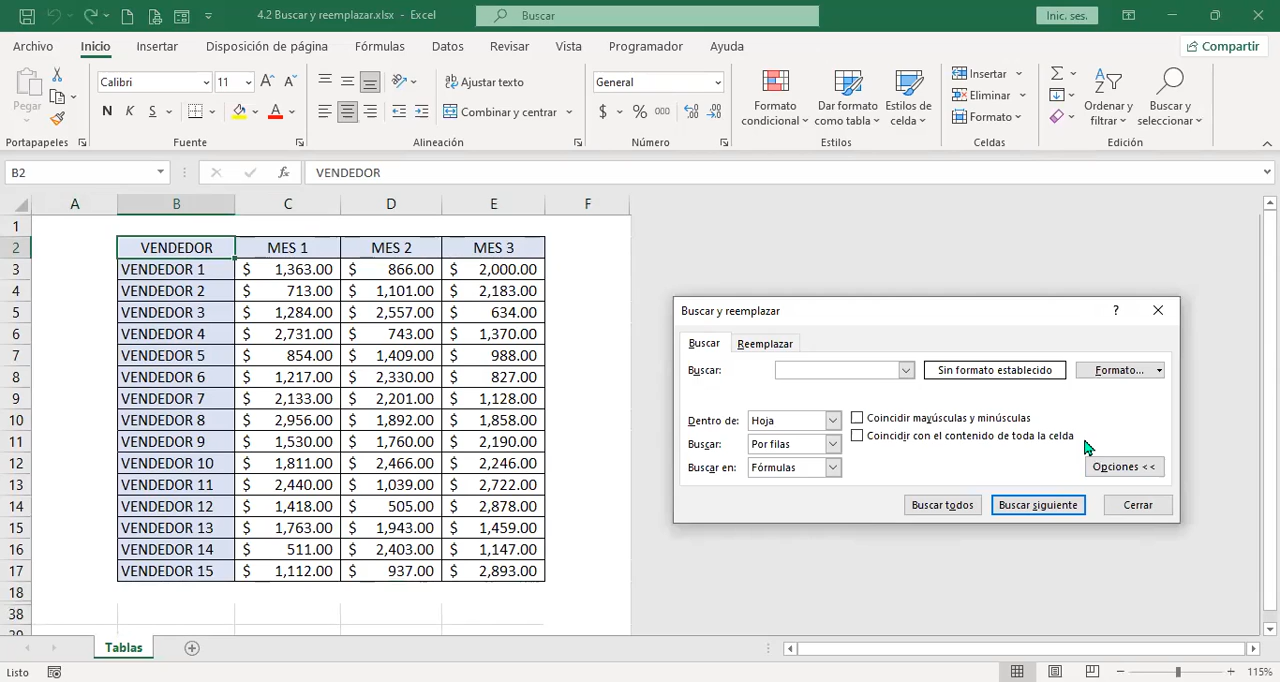 4.2 Buscar y reemplazar.xlsx - Excel
Buscar
Inic. ses.
Archivo Inicio Insertar Disposición de página Fórmulas Datos Revisar Vista Programador Ayuda Compartir
Pegar
Portapapeles
Calibri 11
N K S
Fuente
Ajustar texto
Combinar y centrar
Alineación
General
$ % 000
Número
Formato condicional
Dar formato como tabla
Estilos de celda
Estilos
Insertar
Eliminar
Formato
Celdas
Ordenar y filtrar
Buscar y seleccionar
Edición
B2 fx VENDEDOR
A B C D E F
1
2 VENDEDOR MES 1 MES 2 MES 3
3 VENDEDOR 1 $ 1,363.00 $ 866.00 $ 2,000.00
4 VENDEDOR 2 $ 713.00 $ 1,101.00 $ 2,183.00
5 VENDEDOR 3 $ 1,284.00 $ 2,557.00 $ 634.00
6 VENDEDOR 4 $ 2,731.00 $ 743.00 $ 1,370.00
7 VENDEDOR 5 $ 854.00 $ 1,409.00 $ 988.00
8 VENDEDOR 6 $ 1,217.00 $ 2,330.00 $ 827.00
9 VENDEDOR 7 $ 2,133.00 $ 2,201.00 $ 1,128.00
10 VENDEDOR 8 $ 2,956.00 $ 1,892.00 $ 1,858.00
11 VENDEDOR 9 $ 1,530.00 $ 1,760.00 $ 2,190.00
12 VENDEDOR 10 $ 1,811.00 $ 2,466.00 $ 2,246.00
13 VENDEDOR 11 $ 2,440.00 $ 1,039.00 $ 2,722.00
14 VENDEDOR 12 $ 1,418.00 $ 505.00 $ 2,878.00
15 VENDEDOR 13 $ 1,763.00 $ 1,943.00 $ 1,459.00
16 VENDEDOR 14 $ 511.00 $ 2,403.00 $ 1,147.00
17 VENDEDOR 15 $ 1,112.00 $ 937.00 $ 2,893.00
18
38
Buscar y reemplazar ?
Buscar Reemplazar
Buscar: Sin formato establecido Formato...
Dentro de: Hoja Coincidir mayúsculas y minúsculas
Buscar: Por filas Coincidir con el contenido de toda la celda
Buscar en: Fórmulas Opciones <<
Buscar todos Buscar siguiente Cerrar
Tablas
Listo 115%